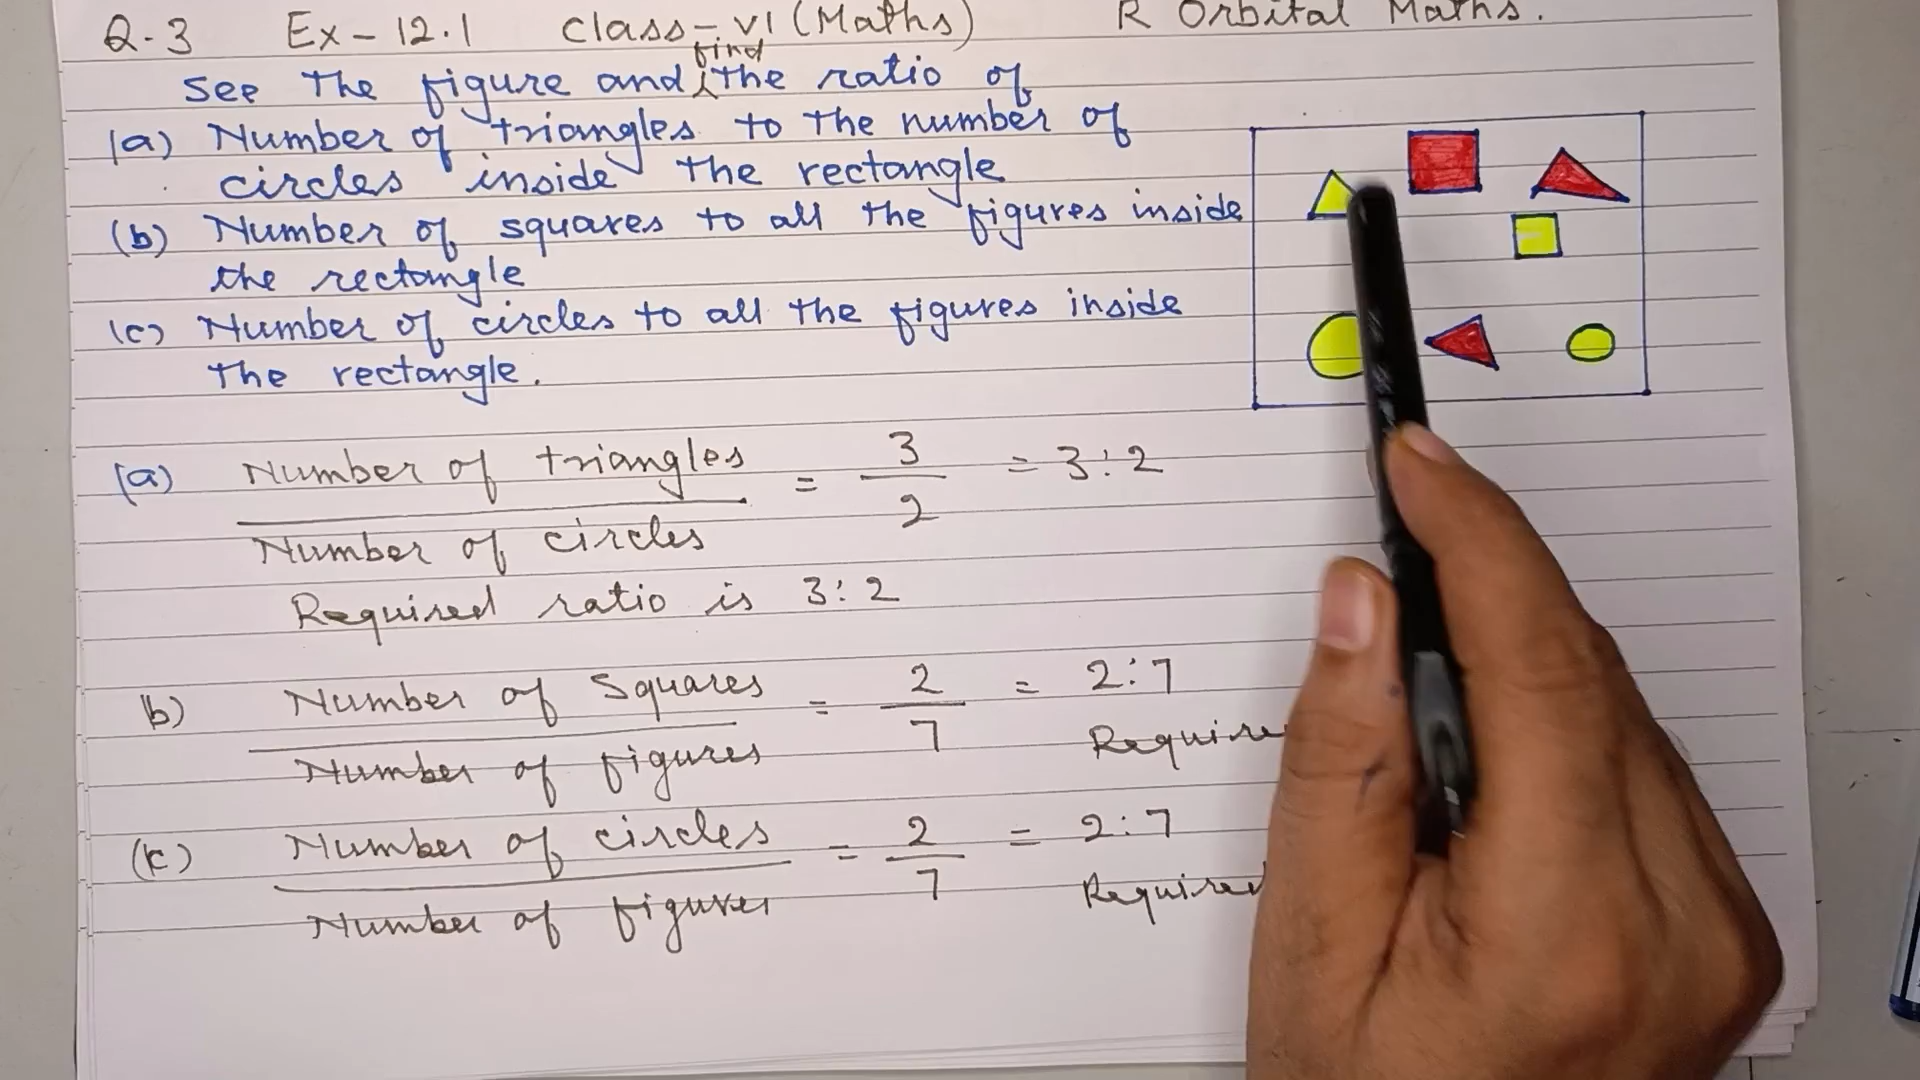 Q-3 Ex-12.1 Class-VI (Maths) R Orbital Maths.
find
See The figure and the ratio of
(a) Number of triangles to the number of
circles inside the rectangle
(b) Number of squares to all the figures inside
the rectangle
(c) Number of circles to all the figures inside
The rectangle.
(a) Number of triangles = 3 = 3:2
Number of circles 2
Required ratio is 3:2
b) Number of Squares = 2 = 2:7
Number of figures 7 Require
(c) Number of circles = 2 = 2:7
Number of figures 7 Required